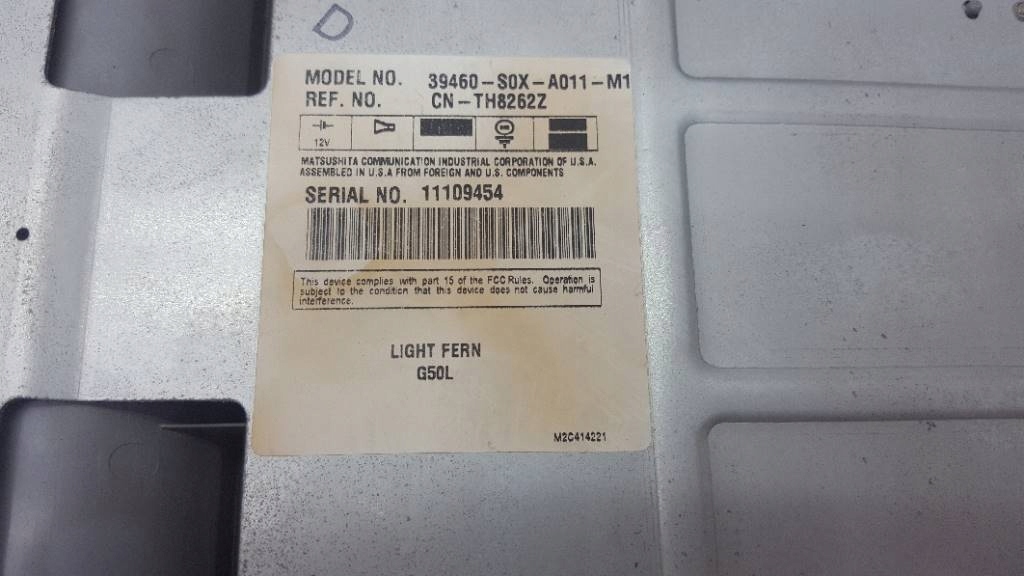 D
MODEL NO. 39460-S0X-A011-M1
REF. NO. CN-TH8262Z
12V
MATSUSHITA COMMUNICATION INDUSTRIAL CORPORATION OF U.S.A.
ASSEMBLED IN U.S.A FROM FOREIGN AND U.S. COMPONENTS
SERIAL NO. 11109454
This device complies with part 15 of the FCC Rules. Operation is
subject to the condition that this device does not cause harmful
interference.
LIGHT FERN
G50L
M2C414221